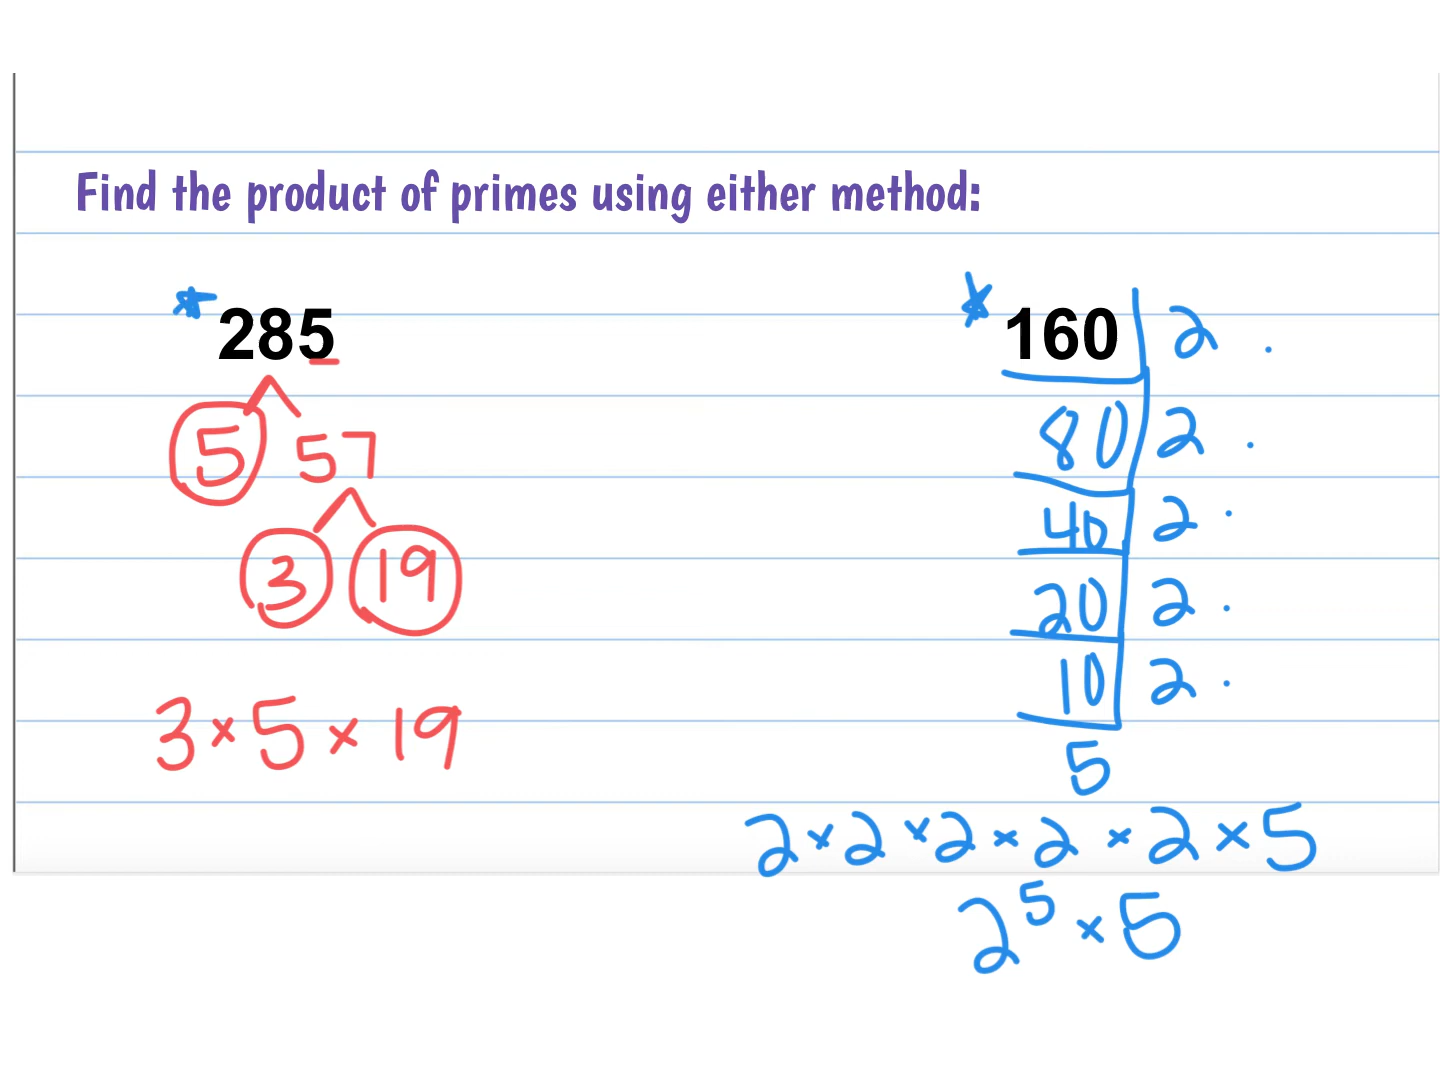 Find the product of primes using either method:
* 285
5 57
3 19
3 × 5 × 19
* 160 2 .
80 2 .
40 2 .
20 2 .
10 2 .
5
2 × 2 × 2 × 2 × 2 × 5
2⁵ × 5